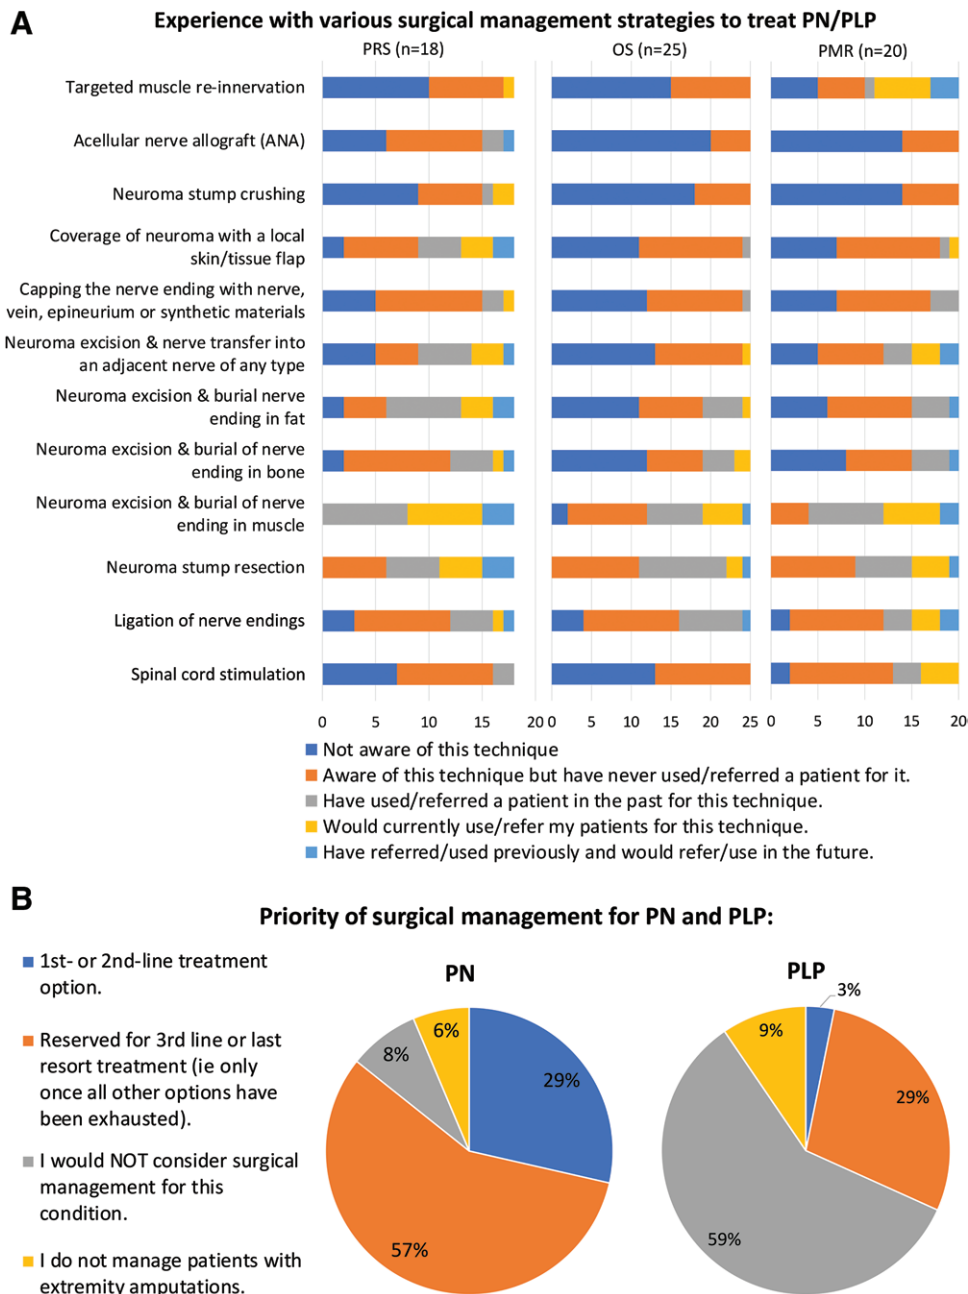 A
Experience with various surgical management strategies to treat PN/PLP
PRS (n=18)
OS (n=25)
PMR (n=20)
Targeted muscle re-innervation
Acellular nerve allograft (ANA)
Neuroma stump crushing
Coverage of neuroma with a local
skin/tissue flap
Capping the nerve ending with nerve,
vein, epineurium or synthetic materials
Neuroma excision & nerve transfer into
an adjacent nerve of any type
Neuroma excision & burial nerve
ending in fat
Neuroma excision & burial of nerve
ending in bone
Neuroma excision & burial of nerve
ending in muscle
Neuroma stump resection
Ligation of nerve endings
Spinal cord stimulation
0 5 10 15 20 0 5 10 15 20 25 0 5 10 15 20
Not aware of this technique
Aware of this technique but have never used/referred a patient for it.
Have used/referred a patient in the past for this technique.
Would currently use/refer my patients for this technique.
Have referred/used previously and would refer/use in the future.
B
Priority of surgical management for PN and PLP:
1st- or 2nd-line treatment
option.
Reserved for 3rd line or last
resort treatment (ie only
once all other options have
been exhausted).
I would NOT consider surgical
management for this
condition.
I do not manage patients with
extremity amputations.
PN
6%
8%
29%
57%
PLP
3%
9%
29%
59%